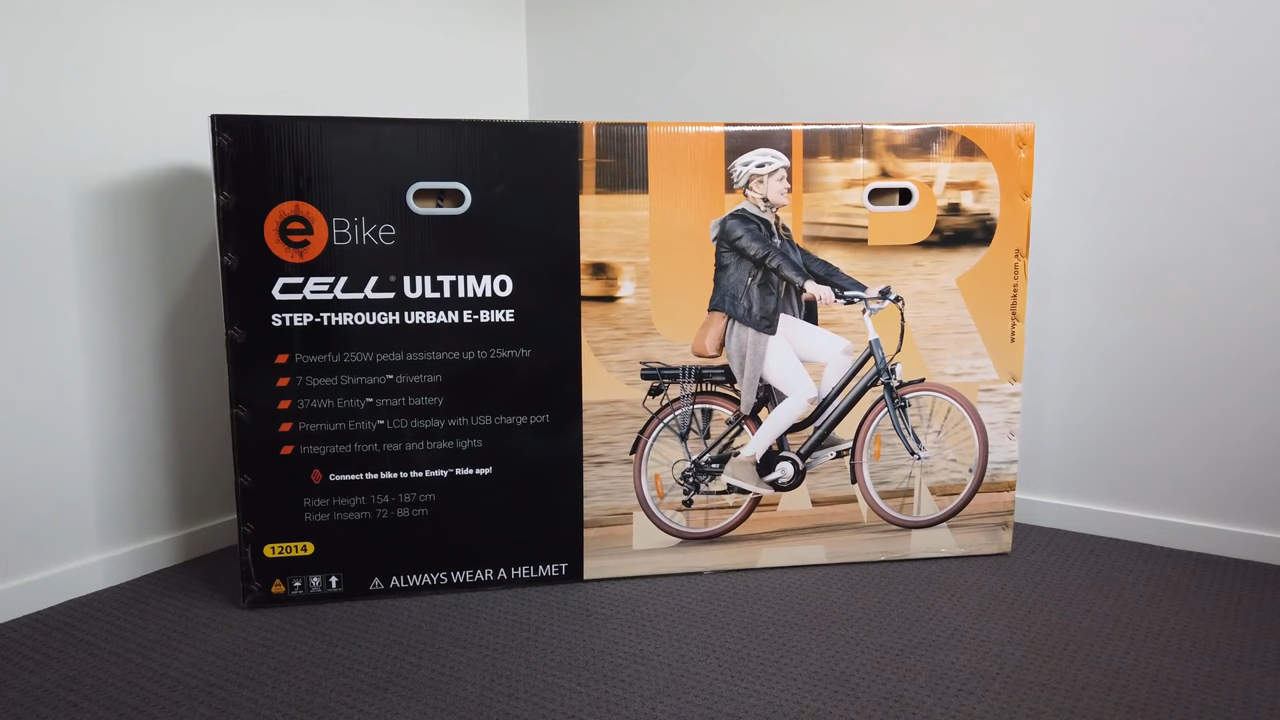 e Bike
CELL® ULTIMO
STEP-THROUGH URBAN E-BIKE
Powerful 250W pedal assistance up to 25km/hr
7 Speed Shimano™ drivetrain
374Wh Entity™ smart battery
Premium Entity™ LCD display with USB charge port
Integrated front, rear and brake lights
Connect the bike to the Entity™ Ride app!
Rider Height: 154 - 187 cm
Rider Inseam: 72 - 88 cm
12014
ALWAYS WEAR A HELMET
UR
www.cellbikes.com.au